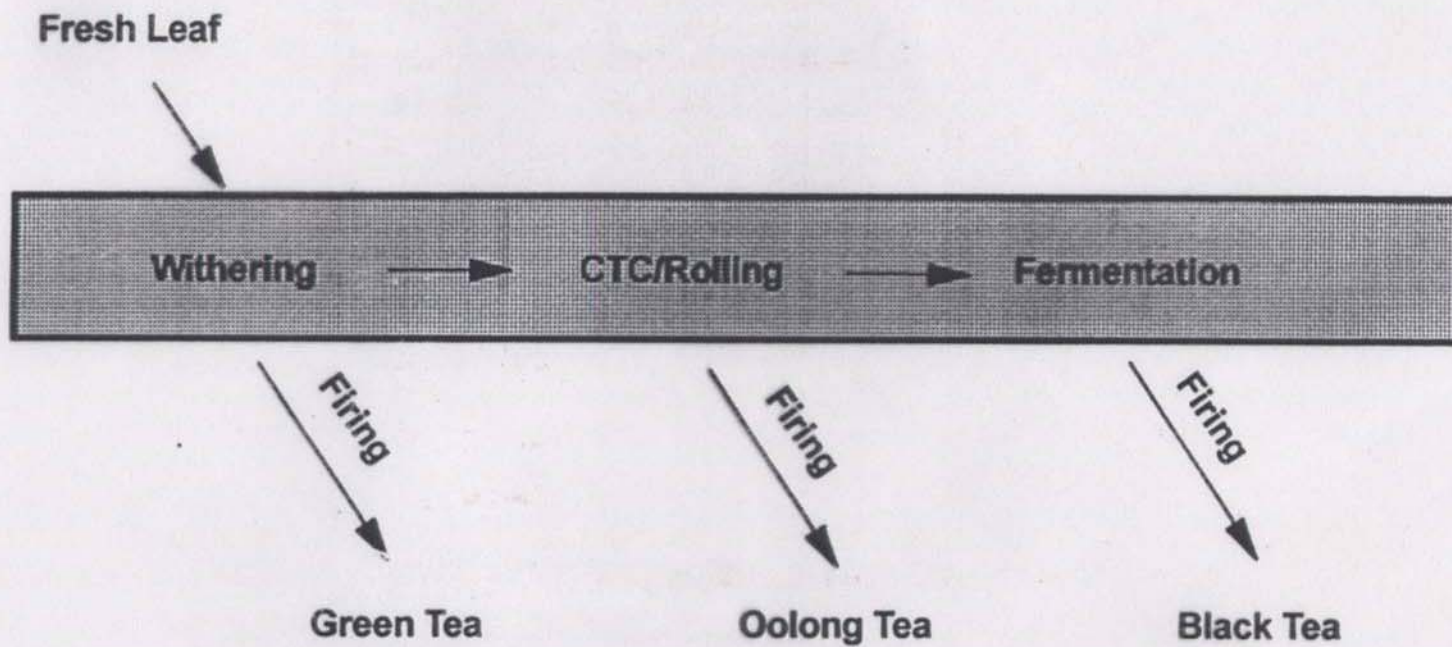 Fresh Leaf
Withering
CTC/Rolling
Fermentation
Firing
Firing
Firing
Green Tea
Oolong Tea
Black Tea